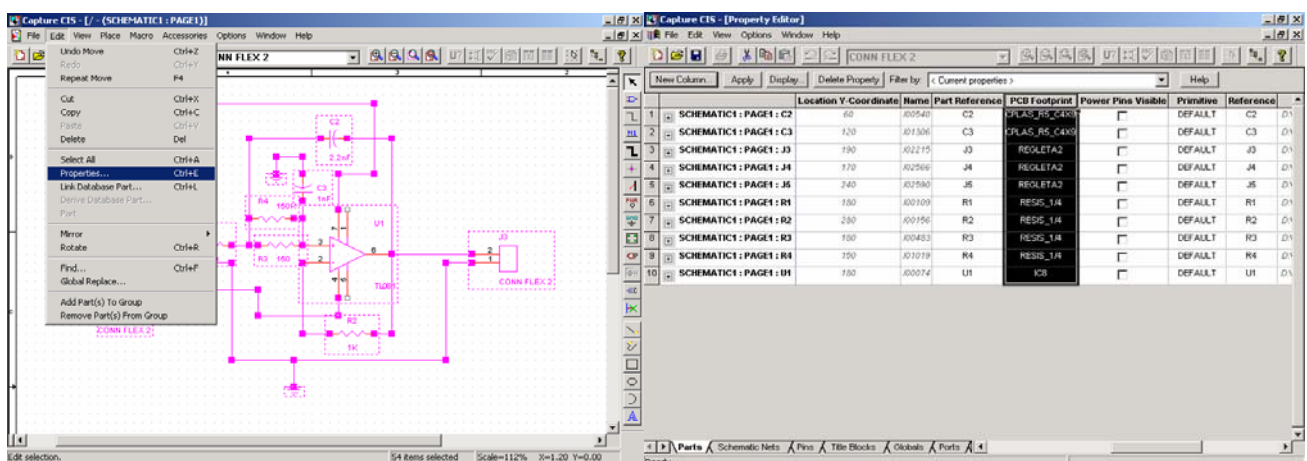 Capture CIS - [/ - (SCHEMATIC1 : PAGE1)]
File Edit View Place Macro Accessories Options Window Help
NN FLEX 2
Undo Move Ctrl+Z
Redo Ctrl+Y
Repeat Move F4
Cut Ctrl+X
Copy Ctrl+C
Paste Ctrl+V
Delete Del
Select All Ctrl+A
Properties... Ctrl+E
Link Database Part... Ctrl+L
Derive Database Part...
Part
Mirror
Rotate Ctrl+R
Find... Ctrl+F
Global Replace...
Add Part(s) To Group
Remove Part(s) From Group
3 2
C2
2.2nF
C3
1nF
R4 150R
U1
R3 150
3
2
6
TL081
J3
2
1
CONN FLEX 2
R2
1K
CONN FLEX 2
Edit selection. 54 items selected Scale=112% X=1.20 Y=0.00
Capture CIS - [Property Editor]
File Edit View Options Window Help
CONN FLEX 2
New Column... Apply Display... Delete Property Filter by: < Current properties > Help
Location Y-Coordinate Name Part Reference PCB Footprint Power Pins Visible Primitive Reference
1 SCHEMATIC1 : PAGE1 : C2 60 I00540 C2 CPLAS_R5_C4X9 DEFAULT C2
2 SCHEMATIC1 : PAGE1 : C3 120 I01306 C3 CPLAS_R5_C4X9 DEFAULT C3
3 SCHEMATIC1 : PAGE1 : J3 190 I02215 J3 REGLETA2 DEFAULT J3
4 SCHEMATIC1 : PAGE1 : J4 170 I02566 J4 REGLETA2 DEFAULT J4
5 SCHEMATIC1 : PAGE1 : J5 240 I02590 J5 REGLETA2 DEFAULT J5
6 SCHEMATIC1 : PAGE1 : R1 180 I00109 R1 RESIS_1/4 DEFAULT R1
7 SCHEMATIC1 : PAGE1 : R2 280 I00156 R2 RESIS_1/4 DEFAULT R2
8 SCHEMATIC1 : PAGE1 : R3 180 I00483 R3 RESIS_1/4 DEFAULT R3
9 SCHEMATIC1 : PAGE1 : R4 150 I01019 R4 RESIS_1/4 DEFAULT R4
10 SCHEMATIC1 : PAGE1 : U1 180 I00074 U1 IC8 DEFAULT U1
Parts Schematic Nets Pins Title Blocks Globals Ports